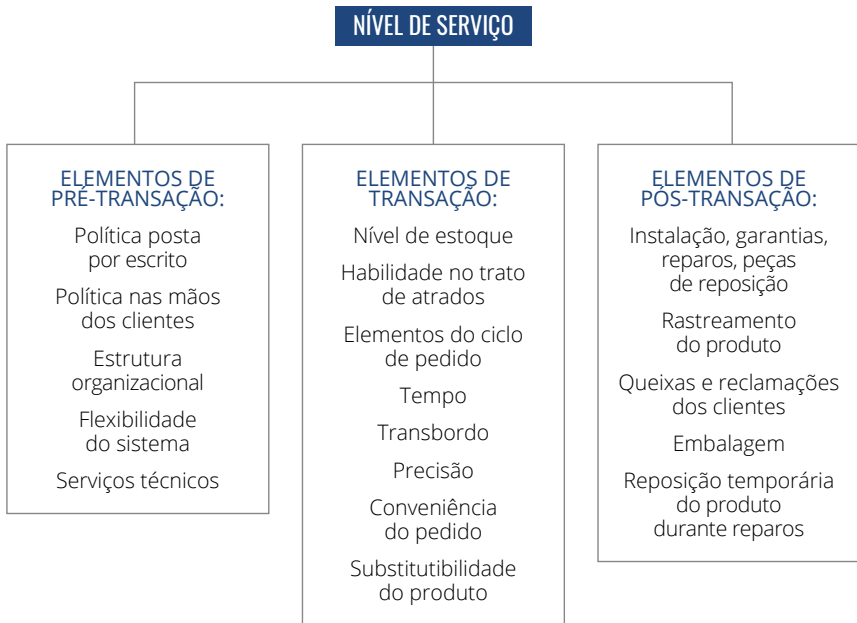 NÍVEL DE SERVIÇO
ELEMENTOS DE
PRÉ-TRANSAÇÃO:
Política posta
por escrito
Política nas mãos
dos clientes
Estrutura
organizacional
Flexibilidade
do sistema
Serviços técnicos
ELEMENTOS DE
TRANSAÇÃO:
Nível de estoque
Habilidade no trato
de atrados
Elementos do ciclo
de pedido
Tempo
Transbordo
Precisão
Conveniência
do pedido
Substitutibilidade
do produto
ELEMENTOS DE
PÓS-TRANSAÇÃO:
Instalação, garantias,
reparos, peças
de reposição
Rastreamento
do produto
Queixas e reclamações
dos clientes
Embalagem
Reposição temporária
do produto
durante reparos